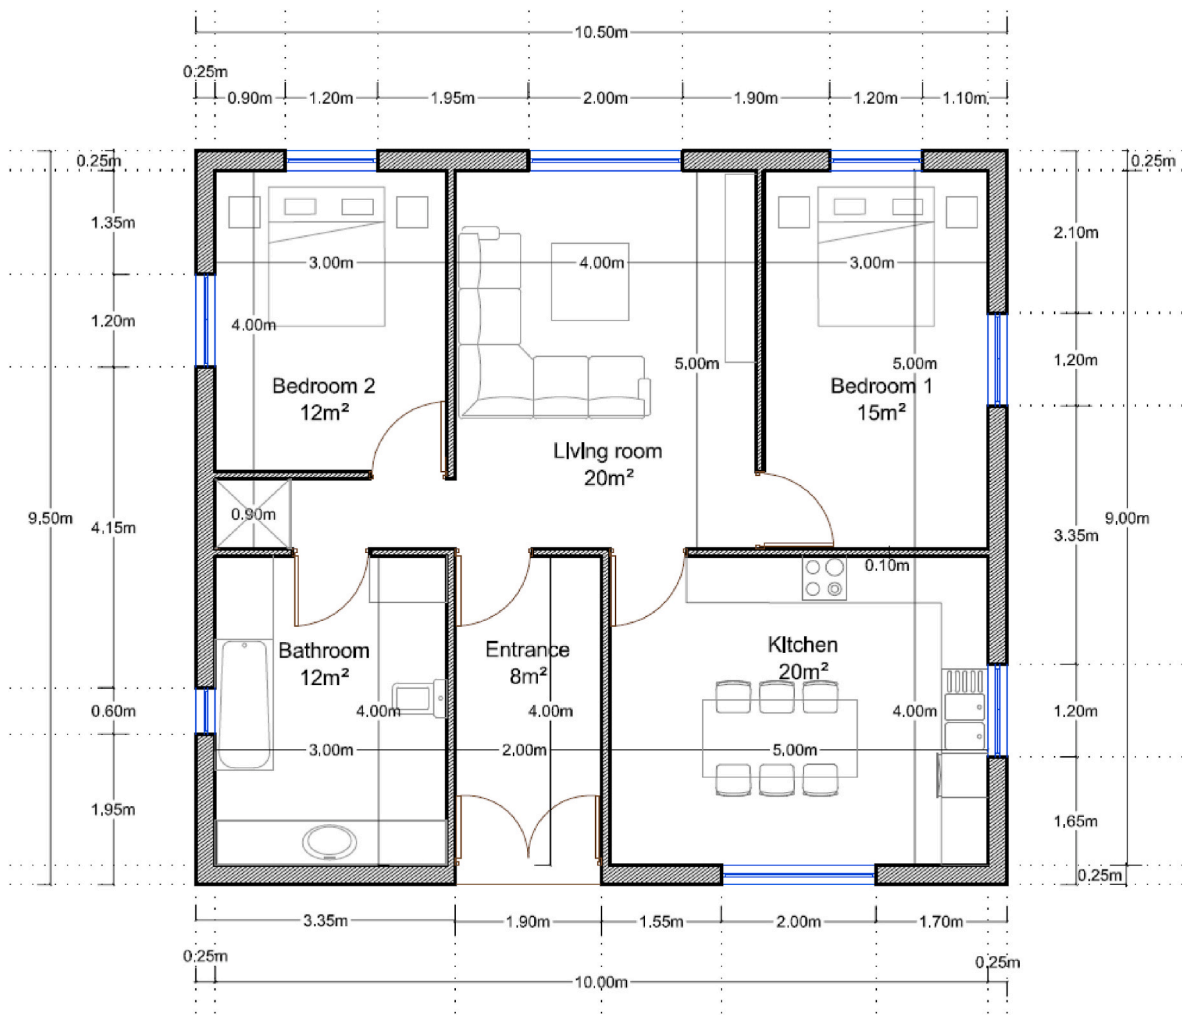 10.50m
0.25m
0.90m 1.20m 1.95m 2.00m 1.90m 1.20m 1.10m
0.25m 0.25m
1.35m 2.10m
3.00m 4.00m 3.00m
1.20m 4.00m
5.00m 5.00m 1.20m
Bedroom 2 Bedroom 1
12m² 15m²
Living room
20m²
9.50m 0.90m 4.15m 3.35m 9.00m
0.10m
Bathroom Entrance Kitchen
12m² 8m² 20m²
0.60m 4.00m 4.00m 4.00m 1.20m
3.00m 2.00m 5.00m
1.95m 1.65m
0.25m
3.35m 1.90m 1.55m 2.00m 1.70m
0.25m 0.25m
10.00m